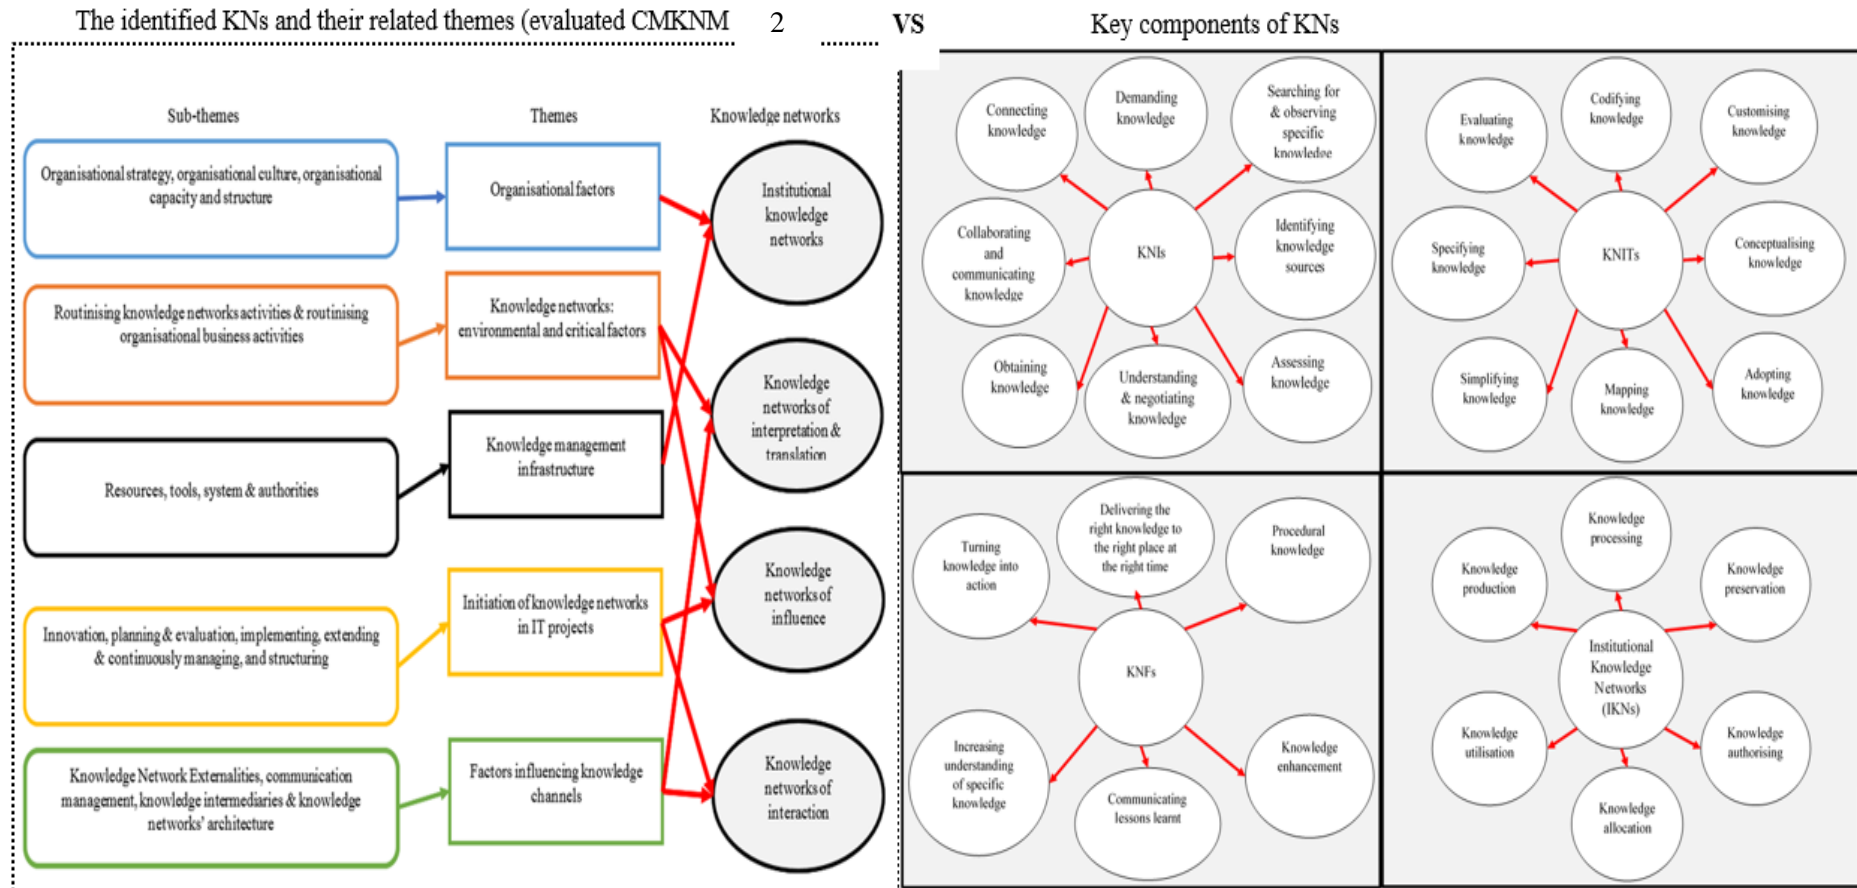 The identified KNs and their related themes (evaluated CMKNM 2
VS
Key components of KNs
Sub-themes
Themes
Knowledge networks
Organisational strategy, organisational culture, organisational
capacity and structure
Organisational factors
Institutional
knowledge
networks
Routinising knowledge networks activities & routinising
organisational business activities
Knowledge networks:
environmental and critical factors
Knowledge
networks of
interpretation &
translation
Resources, tools, system & authorities
Knowledge management
infrastructure
Knowledge
networks of
influence
Innovation, planning & evaluation, implementing, extending
& continuously managing, and structuring
Initiation of knowledge networks
in IT projects
Knowledge
networks of
interaction
Knowledge Network Externalities, communication
management, knowledge intermediaries & knowledge
networks' architecture
Factors influencing knowledge
channels
Connecting
knowledge
Demanding
knowledge
Searching for
& observing
specific
knowledge
Collaborating
and
communicating
knowledge
KNIs
Identifying
knowledge
sources
Obtaining
knowledge
Understanding
& negotiating
knowledge
Assessing
knowledge
Evaluating
knowledge
Codifying
knowledge
Customising
knowledge
Specifying
knowledge
KNITs
Conceptualising
knowledge
Simplifying
knowledge
Mapping
knowledge
Adopting
knowledge
Turning
knowledge into
action
Delivering the
right knowledge to
the right place at
the right time
Procedural
knowledge
KNFs
Increasing
understanding
of specific
knowledge
Communicating
lessons learnt
Knowledge
enhancement
Knowledge
production
Knowledge
processing
Knowledge
preservation
Institutional
Knowledge
Networks
(IKNs)
Knowledge
utilisation
Knowledge
allocation
Knowledge
authorising